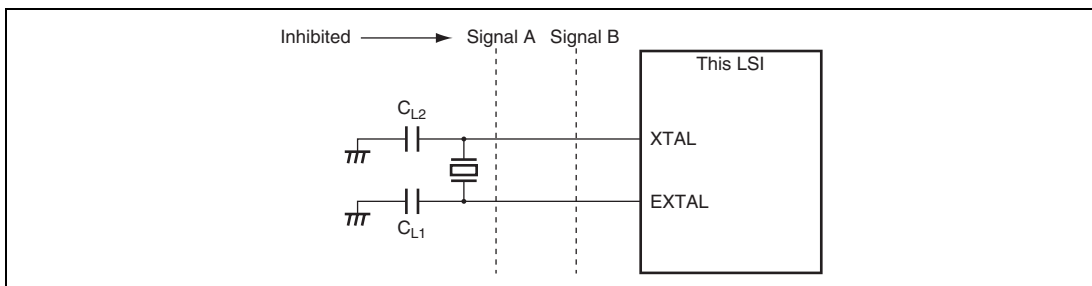 Inhibited Signal A Signal B
This LSI
CL2
XTAL
EXTAL
CL1